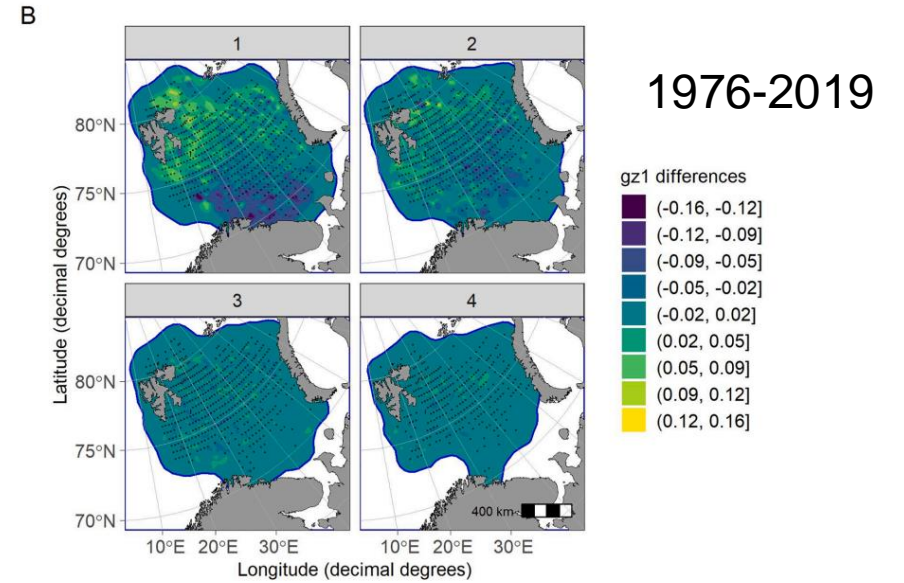 B
1976-2019
1
2
80°N
75°N
70°N
3
4
80°N
75°N
70°N
Latitude (decimal degrees)
400 km
10°E 20°E 30°E
10°E 20°E 30°E
Longitude (decimal degrees)
gz1 differences
(-0.16, -0.12]
(-0.12, -0.09]
(-0.09, -0.05]
(-0.05, -0.02]
(-0.02, 0.02]
(0.02, 0.05]
(0.05, 0.09]
(0.09, 0.12]
(0.12, 0.16]